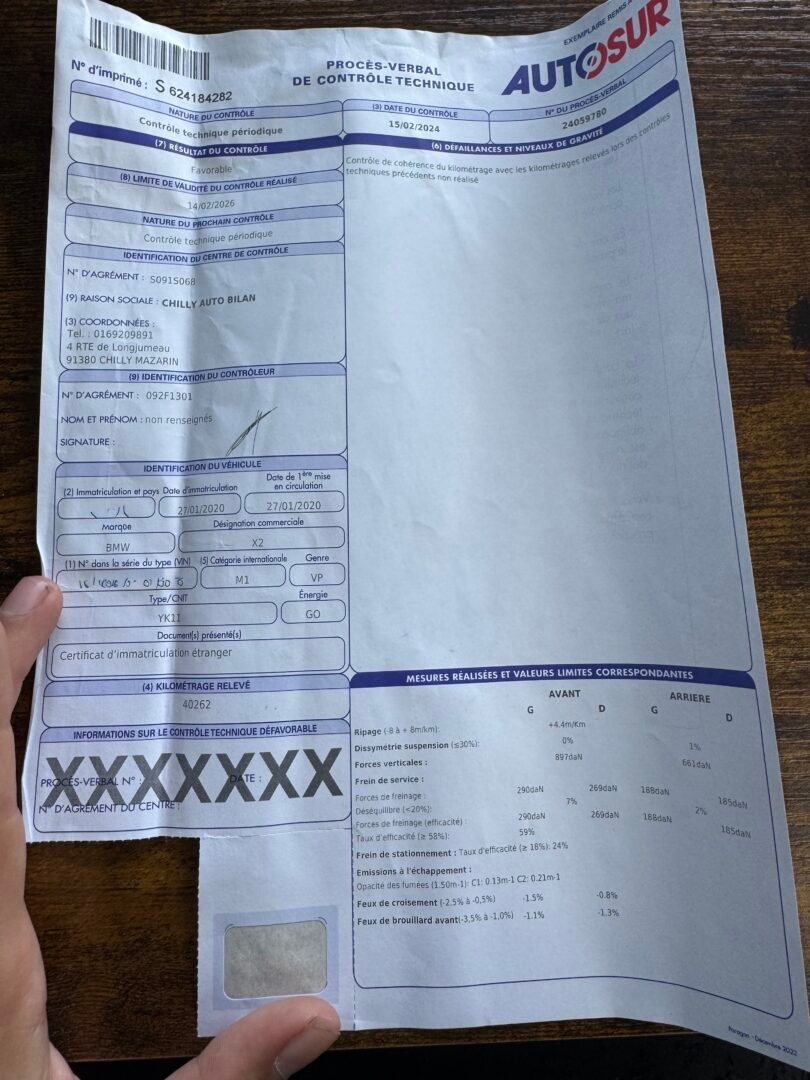 EXEMPLAIRE REMIS
AUTOSUR
PROCÈS-VERBAL
DE CONTRÔLE TECHNIQUE
N° d'imprimé : S 624184282
NATURE DU CONTRÔLE
Contrôle technique périodique
(3) DATE DU CONTRÔLE
15/02/2024
N° DU PROCÈS-VERBAL
24059780
(7) RÉSULTAT DU CONTRÔLE
Favorable
(8) LIMITE DE VALIDITÉ DU CONTRÔLE RÉALISÉ
14/02/2026
NATURE DU PROCHAIN CONTRÔLE
Contrôle technique périodique
IDENTIFICATION DU CENTRE DE CONTRÔLE
N° D'AGRÉMENT : S091S068
(9) RAISON SOCIALE : CHILLY AUTO BILAN
(3) COORDONNÉES :
Tel. : 0169209891
4 RTE de Longjumeau
91380 CHILLY MAZARIN
(9) IDENTIFICATION DU CONTRÔLEUR
N° D'AGRÉMENT : 092F1301
NOM ET PRÉNOM : non renseignés
SIGNATURE :
IDENTIFICATION DU VÉHICULE
(2) Immatriculation et pays Date d'immatriculation Date de 1ère mise en circulation
27/01/2020 27/01/2020
Marque Désignation commerciale
BMW X2
(1) N° dans la série du type (VIN) (5) Catégorie internationale Genre
M1 VP
Type/CNIT Énergie
YK11 GO
Document(s) présenté(s)
Certificat d'immatriculation étranger
(4) KILOMÉTRAGE RELEVÉ
40262
INFORMATIONS SUR LE CONTRÔLE TECHNIQUE DÉFAVORABLE
XXXXXXX
PROCÈS-VERBAL N° : DATE :
N° D'AGRÉMENT DU CENTRE :
(6) DÉFAILLANCES ET NIVEAUX DE GRAVITÉ
Contrôle de cohérence du kilométrage avec les kilométrages relevés lors des contrôles
techniques précédents non réalisé
MESURES RÉALISÉES ET VALEURS LIMITES CORRESPONDANTES
AVANT ARRIERE
G D G D
Ripage (-8 à + 8m/km): +4.4m/Km
Dissymétrie suspension (≤30%): 0% 1%
Forces verticales : 897daN 661daN
Frein de service :
Forces de freinage : 290daN 269daN 188daN 185daN
Déséquilibre (<20%): 7% 2%
Forces de freinage (efficacité) : 290daN 269daN 188daN 185daN
Taux d'efficacité (≥ 58%): 59%
Frein de stationnement : Taux d'efficacité (≥ 18%): 24%
Emissions à l'échappement :
Opacité des fumées (1.50m-1): C1: 0.13m-1 C2: 0.21m-1
Feux de croisement (-2,5% à -0,5%) -1.5% -0.8%
Feux de brouillard avant(-3,5% à -1,0%) -1.1% -1.3%
Paragon - Décembre 2022